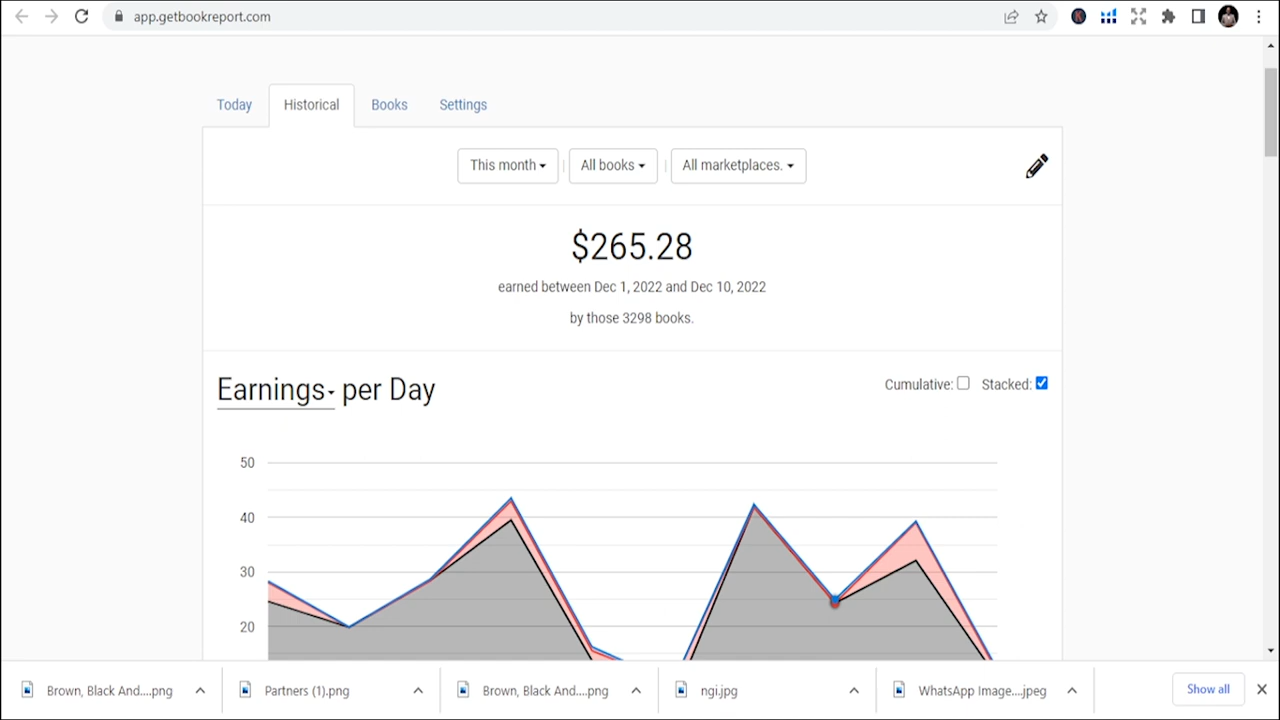 app.getbookreport.com
Today Historical Books Settings
This month All books All marketplaces.
$265.28
earned between Dec 1, 2022 and Dec 10, 2022
by those 3298 books.
Earnings per Day
Cumulative: Stacked:
50
40
30
20
Brown, Black And....png Partners (1).png Brown, Black And....png ngi.jpg WhatsApp Image....jpeg Show all